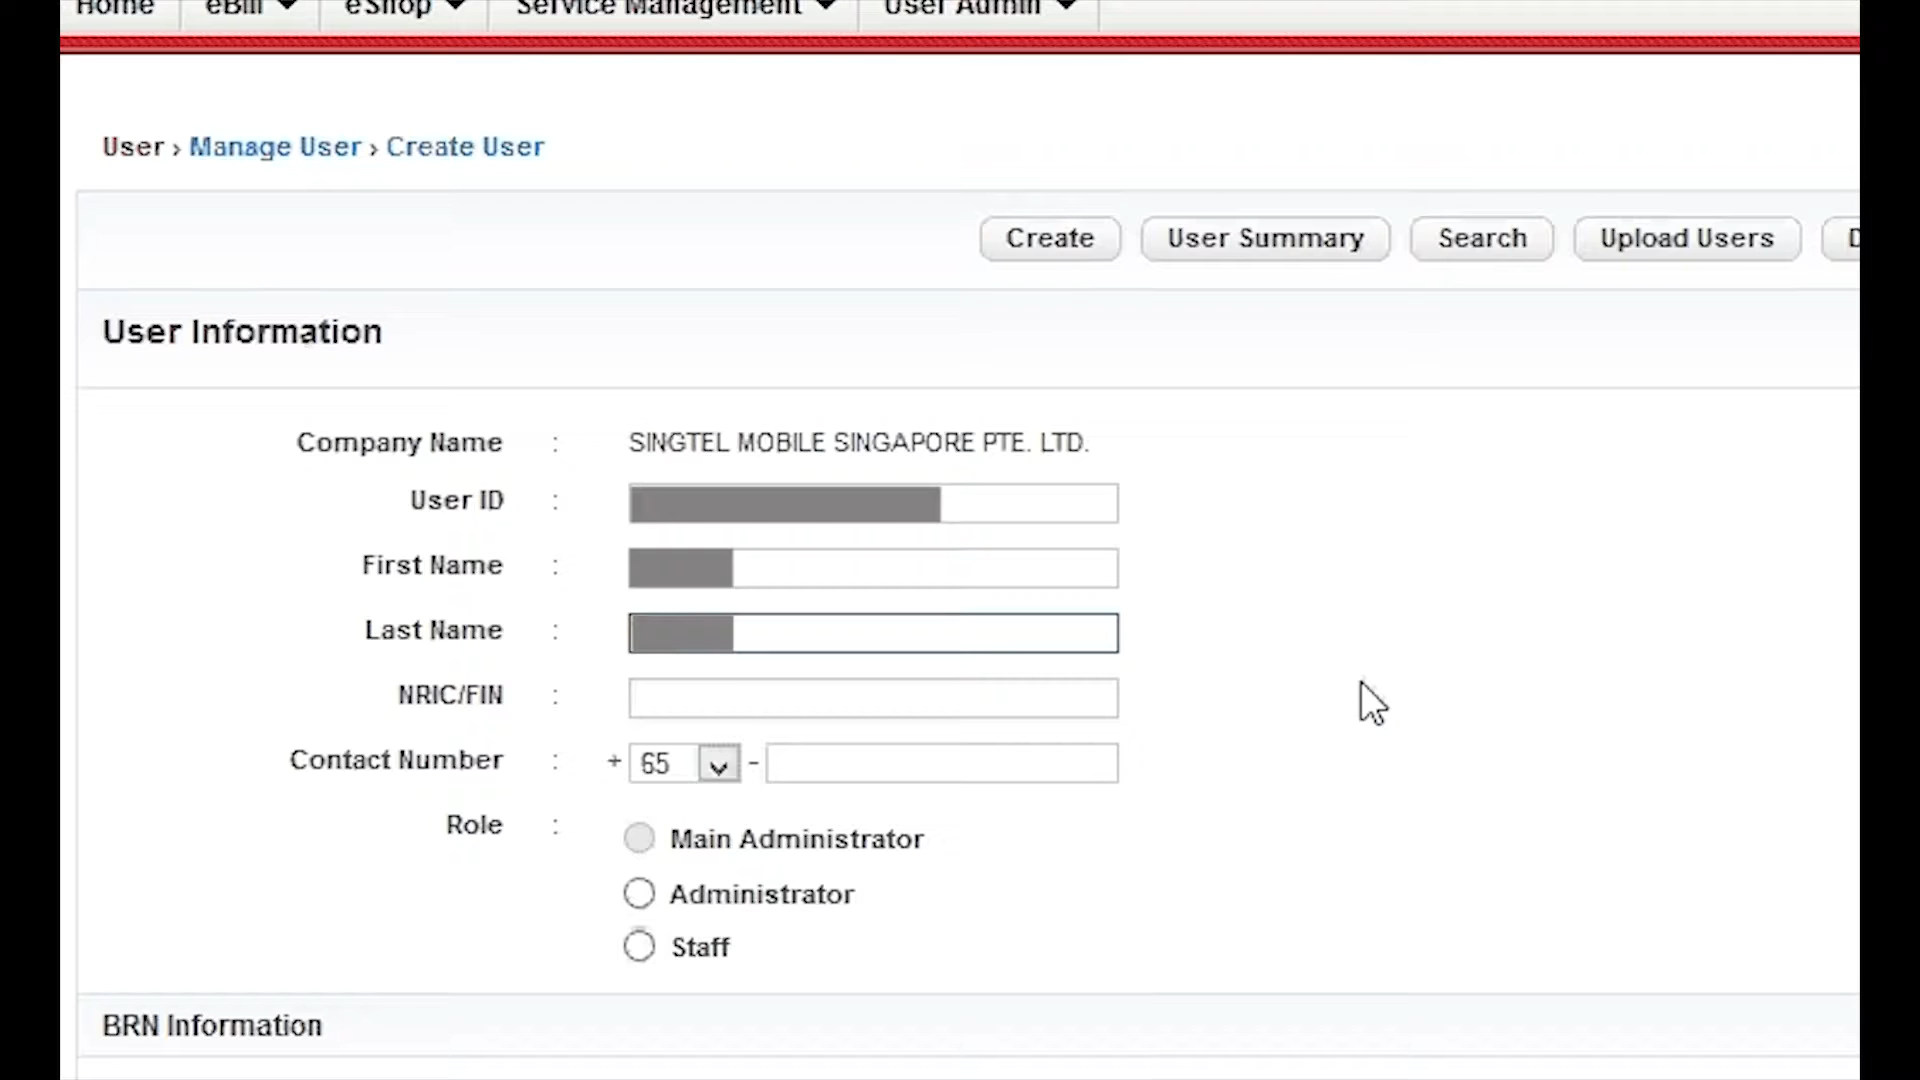 Home eBill eShop Service Management User Admin
User › Manage User › Create User
Create User Summary Search Upload Users
User Information
Company Name : SINGTEL MOBILE SINGAPORE PTE. LTD.
User ID :
First Name :
Last Name :
NRIC/FIN :
Contact Number : + 65 -
Role : Main Administrator
Administrator
Staff
BRN Information